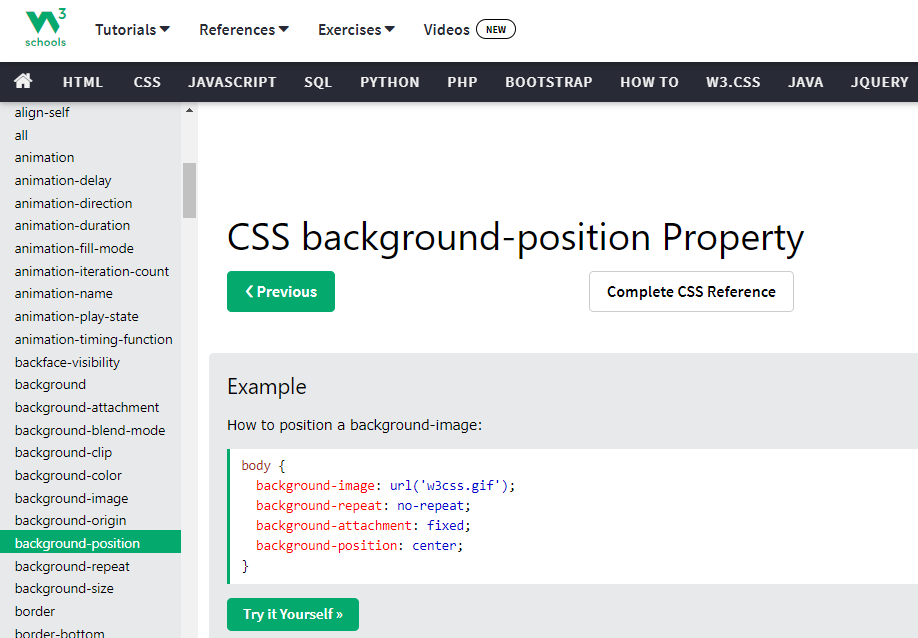 3
schools
Tutorials References Exercises Videos NEW
HTML CSS JAVASCRIPT SQL PYTHON PHP BOOTSTRAP HOW TO W3.CSS JAVA JQUERY
align-self
all
animation
animation-delay
animation-direction
animation-duration
animation-fill-mode
animation-iteration-count
animation-name
animation-play-state
animation-timing-function
backface-visibility
background
background-attachment
background-blend-mode
background-clip
background-color
background-image
background-origin
background-position
background-repeat
background-size
border
border-bottom
CSS background-position Property
❮ Previous
Complete CSS Reference
Example
How to position a background-image:
body {
  background-image: url('w3css.gif');
  background-repeat: no-repeat;
  background-attachment: fixed;
  background-position: center;
}
Try it Yourself »